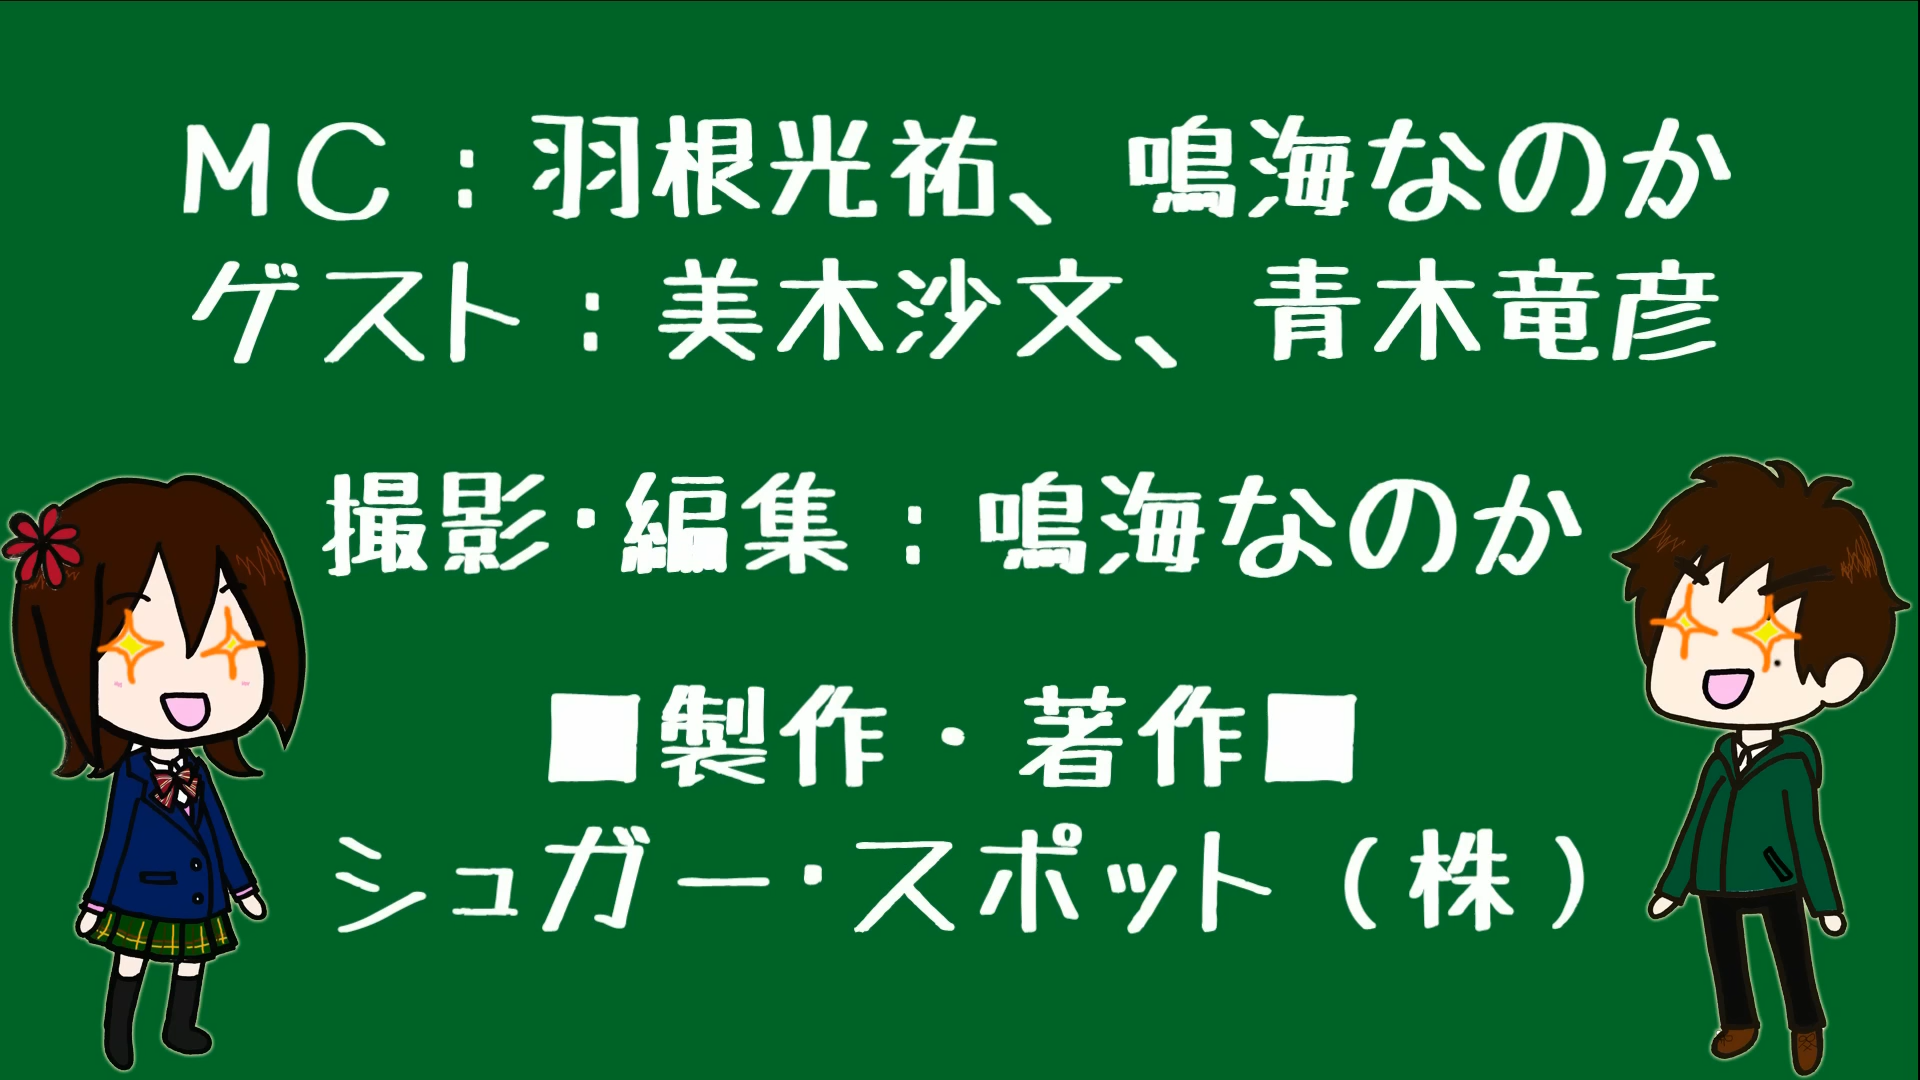 MC：羽根光祐、鳴海なのか
ゲスト：美木沙文、青木竜彦
撮影･編集：鳴海なのか
■製作・著作■
シュガー･スポット（株）